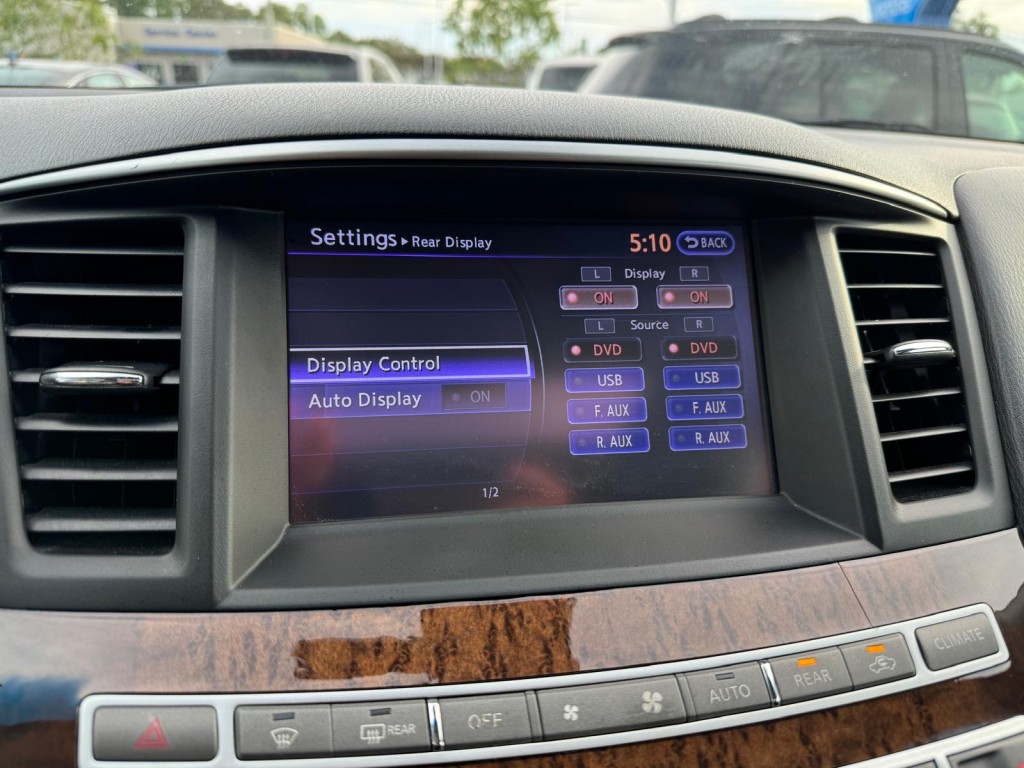 Settings ▸ Rear Display 5:10 BACK
L Display R
ON ON
L Source R
Display Control
DVD DVD
Auto Display ON
USB USB
F. AUX F. AUX
R. AUX R. AUX
1/2
REAR OFF AUTO REAR CLIMATE